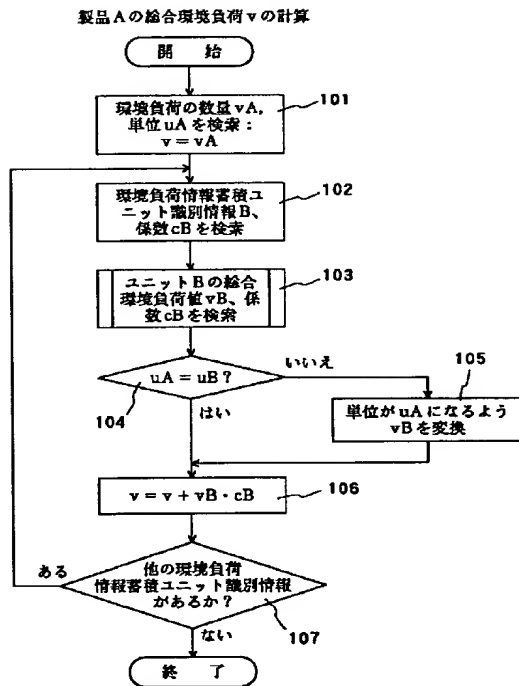 製品Aの総合環境負荷vの計算
開 始
101
環境負荷の数量vA,
単位uAを検索:
v=vA
102
環境負荷情報蓄積ユ
ニット識別情報B、
係数cBを検索
103
ユニットBの総合
環境負荷値vB、係
数cBを検索
いいえ
105
uA=uB?
104
はい
単位がuAになるよう
vBを変換
v=v+vB・cB
106
ある
他の環境負荷
情報蓄積ユニット識別情報
があるか?
107
ない
終 了